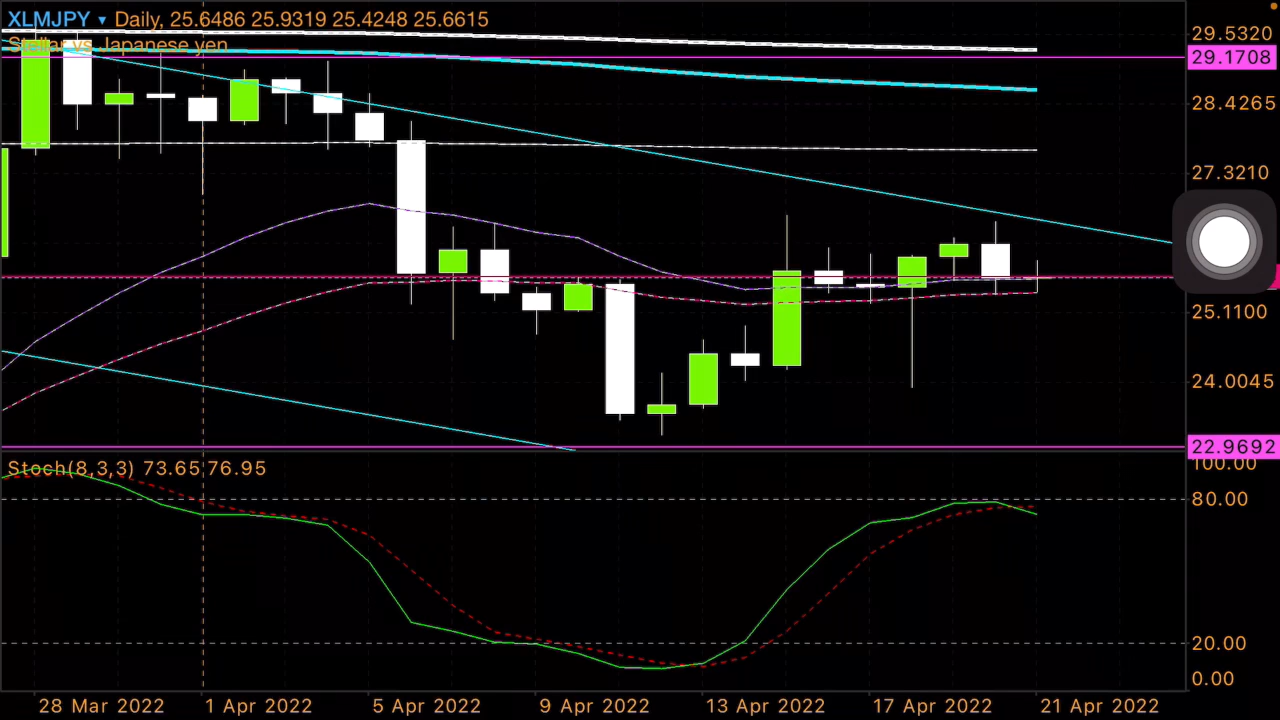 XLMJPY ▾ Daily, 25.6486 25.9319 25.4248 25.6615
Stellar vs Japanese yen
29.5320
29.1708
28.4265
27.3210
25.1100
24.0045
22.9692
Stoch(8,3,3) 73.65 76.95
100.00
80.00
20.00
0.00
28 Mar 2022 1 Apr 2022 5 Apr 2022 9 Apr 2022 13 Apr 2022 17 Apr 2022 21 Apr 2022